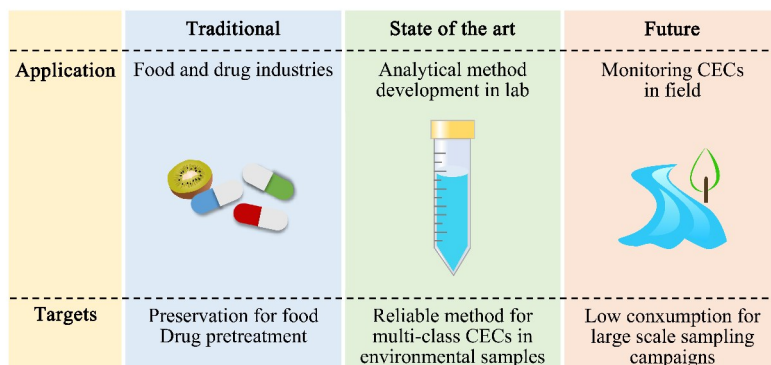 Traditional
State of the art
Future
Application
Food and drug industries
Analytical method
development in lab
Monitoring CECs
in field
Targets
Preservation for food
Drug pretreatment
Reliable method for
multi-class CECs in
environmental samples
Low conxumption for
large scale sampling
campaigns